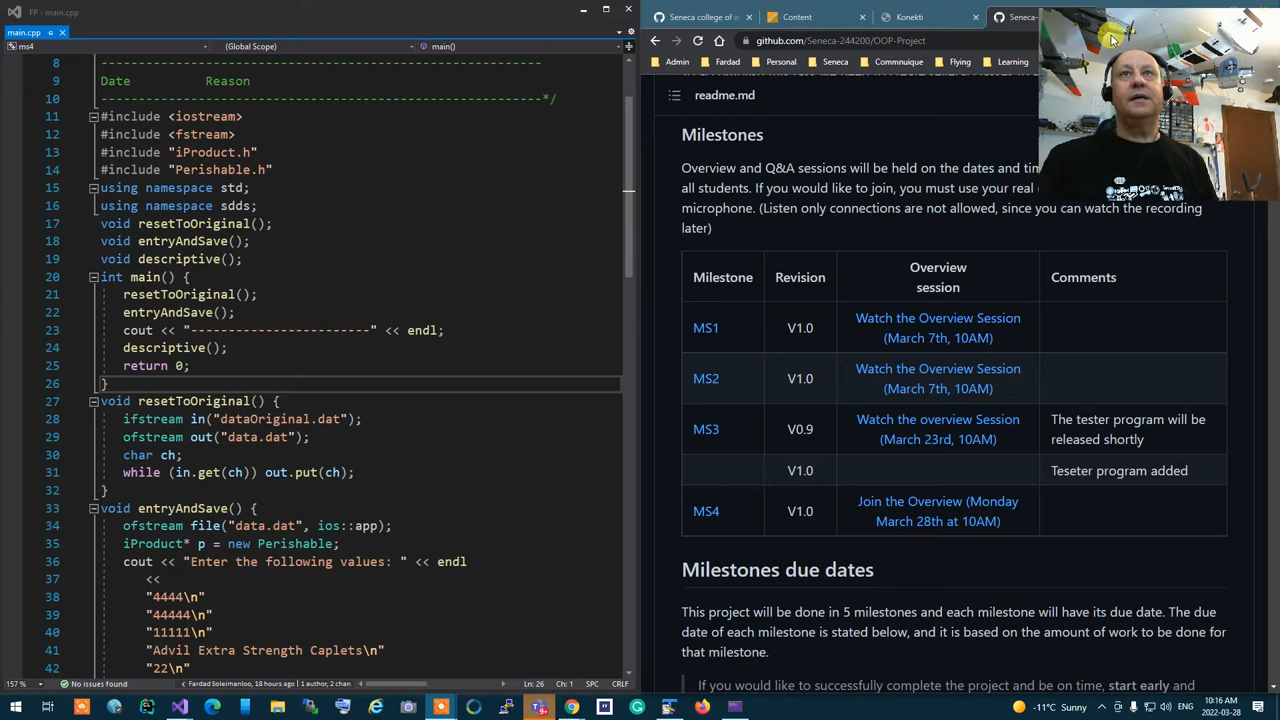 FP - main.cpp
main.cpp
ms4
(Global Scope)
main()
8
---------------------------------------------------------------
9 Date Reason
10 ---------------------------------------------------------------*/
11 #include <iostream>
12 #include <fstream>
13 #include "iProduct.h"
14 #include "Perishable.h"
15 using namespace std;
16 using namespace sdds;
17 void resetToOriginal();
18 void entryAndSave();
19 void descriptive();
20 int main() {
21 resetToOriginal();
22 entryAndSave();
23 cout << "-------------------------" << endl;
24 descriptive();
25 return 0;
26 }
27 void resetToOriginal() {
28 ifstream in("dataOriginal.dat");
29 ofstream out("data.dat");
30 char ch;
31 while (in.get(ch)) out.put(ch);
32 }
33 void entryAndSave() {
34 ofstream file("data.dat", ios::app);
35 iProduct* p = new Perishable;
36 cout << "Enter the following values: " << endl
37 <<
38 "4444\n"
39 "44444\n"
40 "11111\n"
41 "Advil Extra Strength Caplets\n"
42 "22\n"
157 %
No issues found
Fardad Soleimanloo, 18 hours ago | 1 author, 2 chan
Ln: 26
Ch: 1
SPC
CRLF
Seneca college of a
Content
Konekti
Seneca-
github.com/Seneca-244200/OOP-Project
Admin
Fardad
Personal
Seneca
Commnuique
Flying
Learning
readme.md
Milestones
Overview and Q&A sessions will be held on the dates and tim
all students. If you would like to join, you must use your real
microphone. (Listen only connections are not allowed, since you can watch the recording
later)
Milestone Revision Overview session Comments
MS1 V1.0 Watch the Overview Session
(March 7th, 10AM)
MS2 V1.0 Watch the Overview Session
(March 7th, 10AM)
MS3 V0.9 Watch the overview Session
(March 23rd, 10AM)
The tester program will be
released shortly
V1.0 Teseter program added
MS4 V1.0 Join the Overview (Monday
March 28th at 10AM)
Milestones due dates
This project will be done in 5 milestones and each milestone will have its due date. The due
date of each milestone is stated below, and it is based on the amount of work to be done for
that milestone.
If you would like to successfully complete the project and be on time, start early and
-11°C Sunny
ENG
10:16 AM
2022-03-28